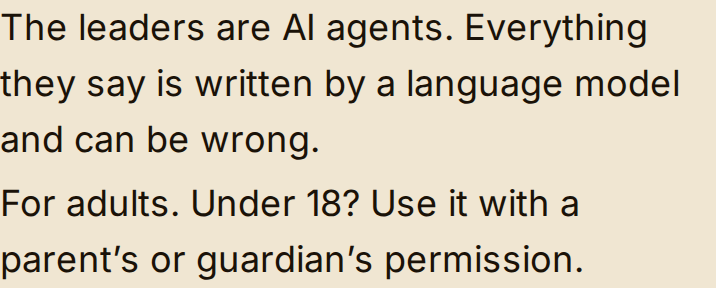 The leaders are AI agents. Everything
they say is written by a language model
and can be wrong.
For adults. Under 18? Use it with a
parent’s or guardian’s permission.